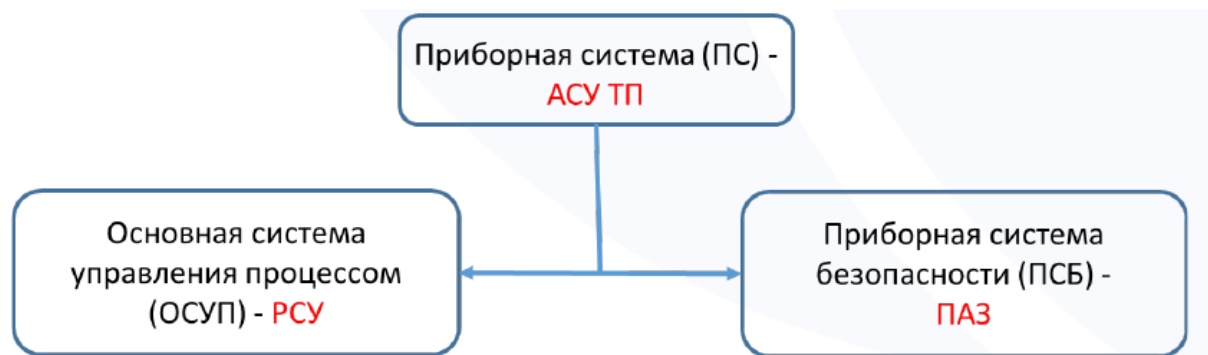 Приборная система (ПС) -
АСУ ТП
Основная система
управления процессом
(ОСУП) - РСУ
Приборная система
безопасности (ПСБ) -
ПАЗ